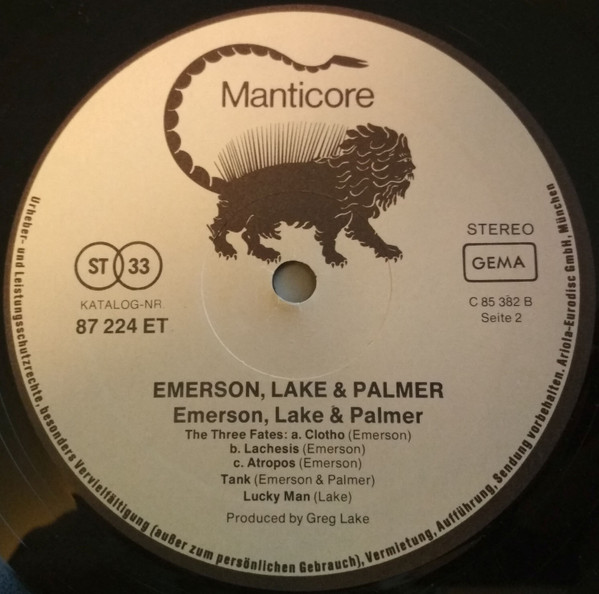 Manticore
STEREO
GEMA
C 85 382 B
Seite 2
ST 33
KATALOG-NR.
87 224 ET
EMERSON, LAKE & PALMER
Emerson, Lake & Palmer
The Three Fates: a. Clotho (Emerson)
b. Lachesis (Emerson)
c. Atropos (Emerson)
Tank (Emerson & Palmer)
Lucky Man (Lake)
Produced by Greg Lake
Urheber- und Leistungsschutzrechte, besonders Vervielfältigung (außer zum persönlichen Gebrauch), Vermietung, Aufführung, Sendung vorbehalten. Ariola-Eurodisc GmbH, München